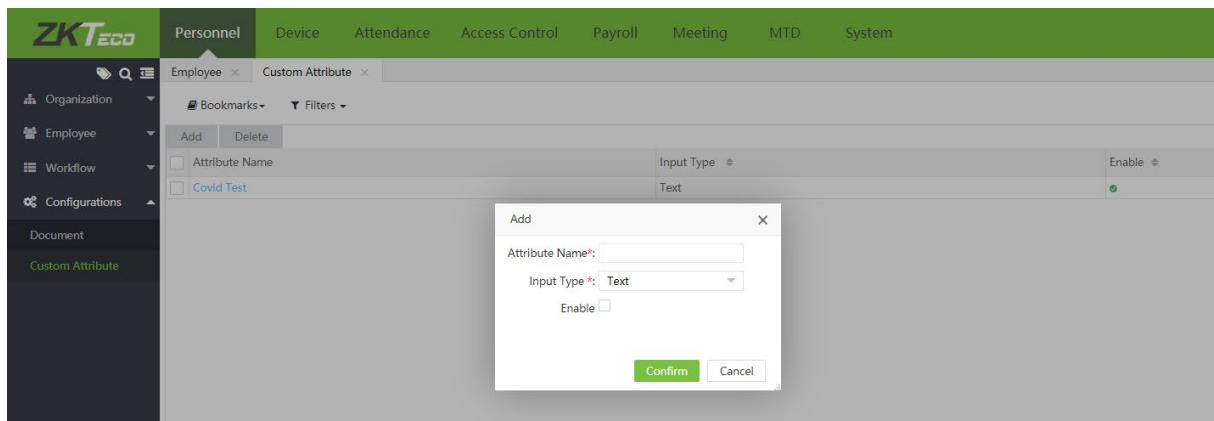 ZKTECO Personnel Device Attendance Access Control Payroll Meeting MTD System
Employee × Custom Attribute ×
Organization
Bookmarks Filters
Employee
Add Delete
Workflow
Attribute Name Input Type Enable
Covid Test Text
Configurations
Document
Custom Attribute
Add ×
Attribute Name*:
Input Type *: Text
Enable
Confirm Cancel